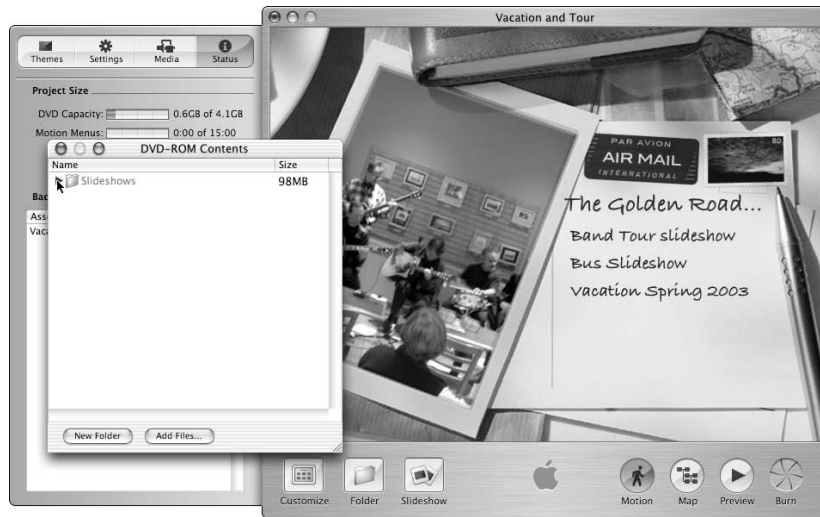 Vacation and Tour
Themes
Settings
Media
Status
Project Size
DVD Capacity: 0.6GB of 4.1GB
Motion Menus: 0:00 of 15:00
DVD-ROM Contents
Name Size
Slideshows 98MB
New Folder
Add Files...
PAR AVION
AIR MAIL
INTERNATIONAL
80
The Golden Road...
Band Tour slideshow
Bus Slideshow
Vacation Spring 2003
Customize
Folder
Slideshow
Motion
Map
Preview
Burn